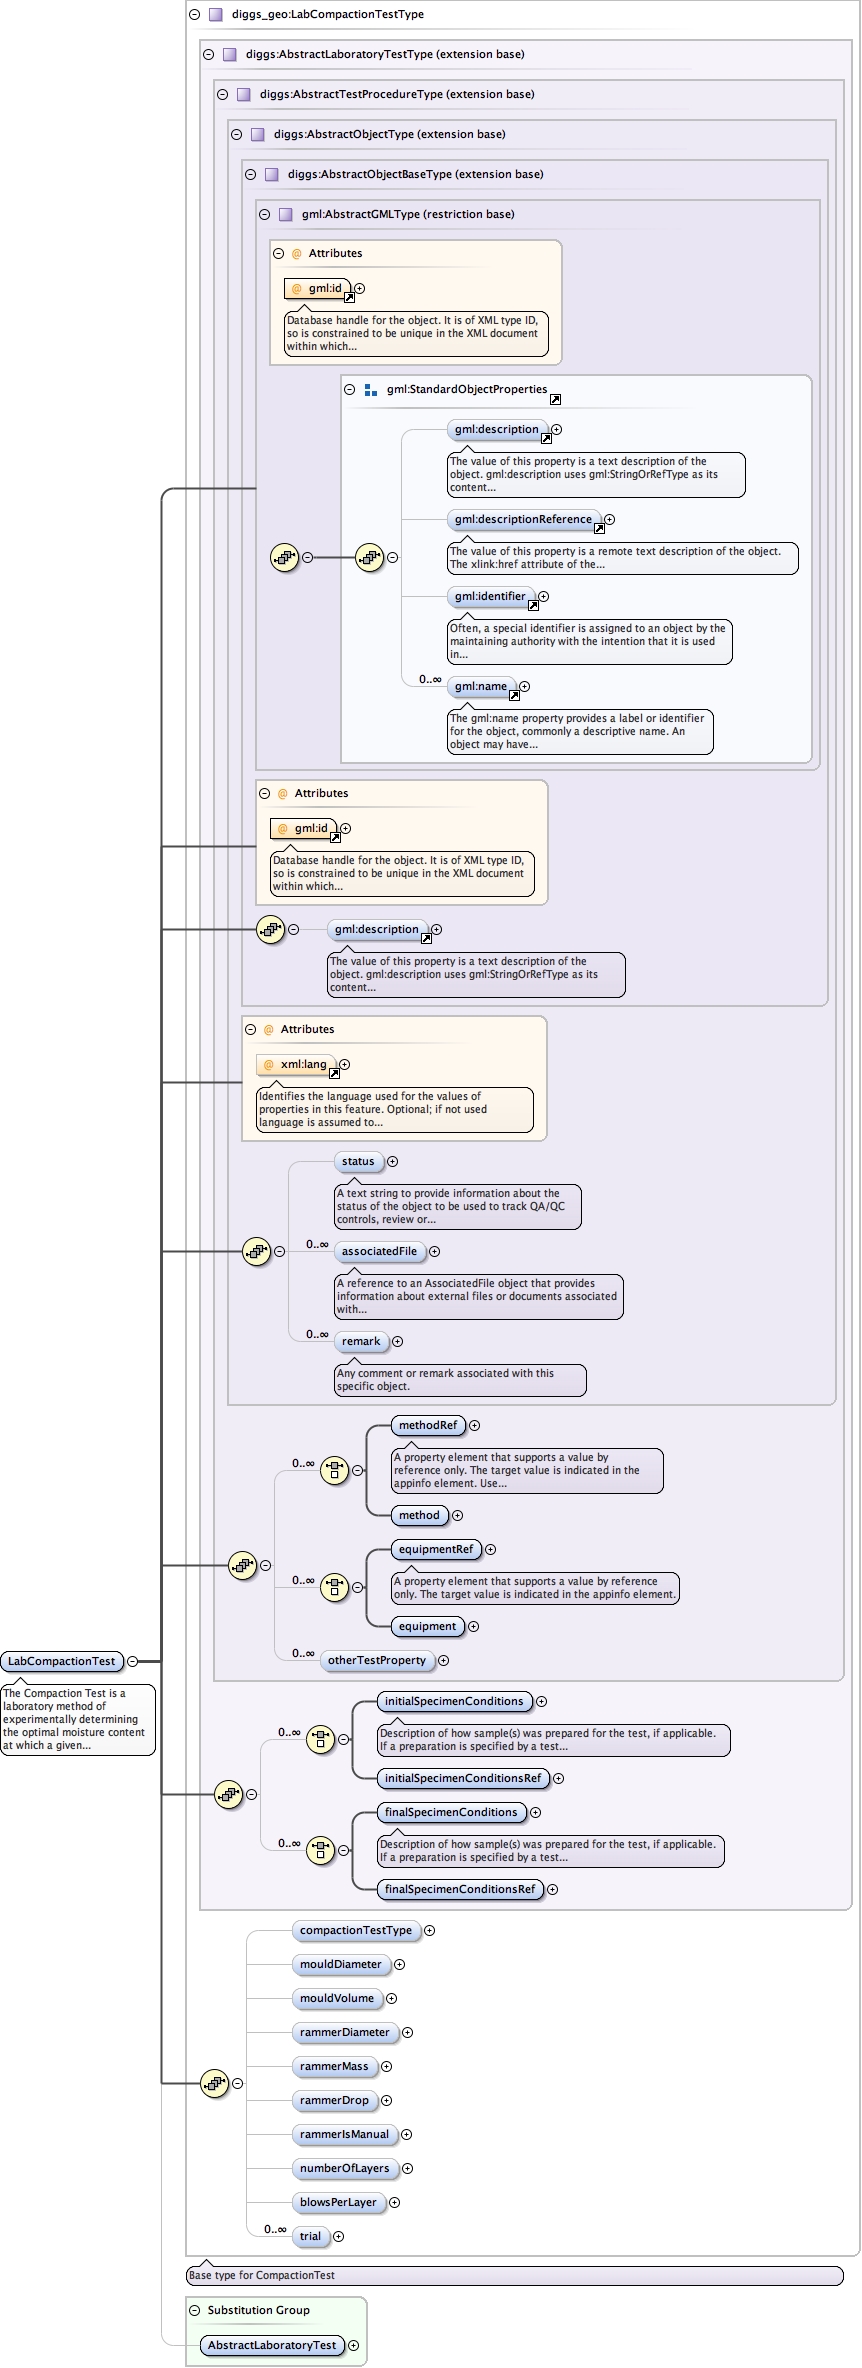 diggs_geo:LabCompactionTestType
diggs:AbstractLaboratoryTestType (extension base)
diggs:AbstractTestProcedureType (extension base)
diggs:AbstractObjectType (extension base)
diggs:AbstractObjectBaseType (extension base)
gml:AbstractGMLType (restriction base)
@ Attributes
@ gml:id
Database handle for the object. It is of XML type ID,
so is constrained to be unique in the XML document
within which...
gml:StandardObjectProperties
gml:description
The value of this property is a text description of the
object. gml:description uses gml:StringOrRefType as its
content...
gml:descriptionReference
The value of this property is a remote text description of the object.
The xlink:href attribute of the...
gml:identifier
Often, a special identifier is assigned to an object by the
maintaining authority with the intention that it is used
in...
0..∞ gml:name
The gml:name property provides a label or identifier
for the object, commonly a descriptive name. An
object may have...
@ Attributes
@ gml:id
Database handle for the object. It is of XML type ID,
so is constrained to be unique in the XML document
within which...
gml:description
The value of this property is a text description of the
object. gml:description uses gml:StringOrRefType as its
content...
@ Attributes
@ xml:lang
Identifies the language used for the values of
properties in this feature. Optional; if not used
language is assumed to...
status
A text string to provide information about the
status of the object to be used to track QA/QC
controls, review or...
0..∞ associatedFile
A reference to an AssociatedFile object that provides
information about external files or documents associated
with...
0..∞ remark
Any comment or remark associated with this
specific object.
methodRef
0..∞
A property element that supports a value by
reference only. The target value is indicated in the
appinfo element. Use...
method
equipmentRef
0..∞
A property element that supports a value by reference
only. The target value is indicated in the appinfo element.
equipment
0..∞ otherTestProperty
LabCompactionTest
The Compaction Test is a
laboratory method of
experimentally determining
the optimal moisture content
at which a given...
initialSpecimenConditions
0..∞
Description of how sample(s) was prepared for the test, if applicable.
If a preparation is specified by a test...
initialSpecimenConditionsRef
finalSpecimenConditions
0..∞
Description of how sample(s) was prepared for the test, if applicable.
If a preparation is specified by a test...
finalSpecimenConditionsRef
compactionTestType
mouldDiameter
mouldVolume
rammerDiameter
rammerMass
rammerDrop
rammerIsManual
numberOfLayers
blowsPerLayer
0..∞ trial
Base type for CompactionTest
Substitution Group
AbstractLaboratoryTest